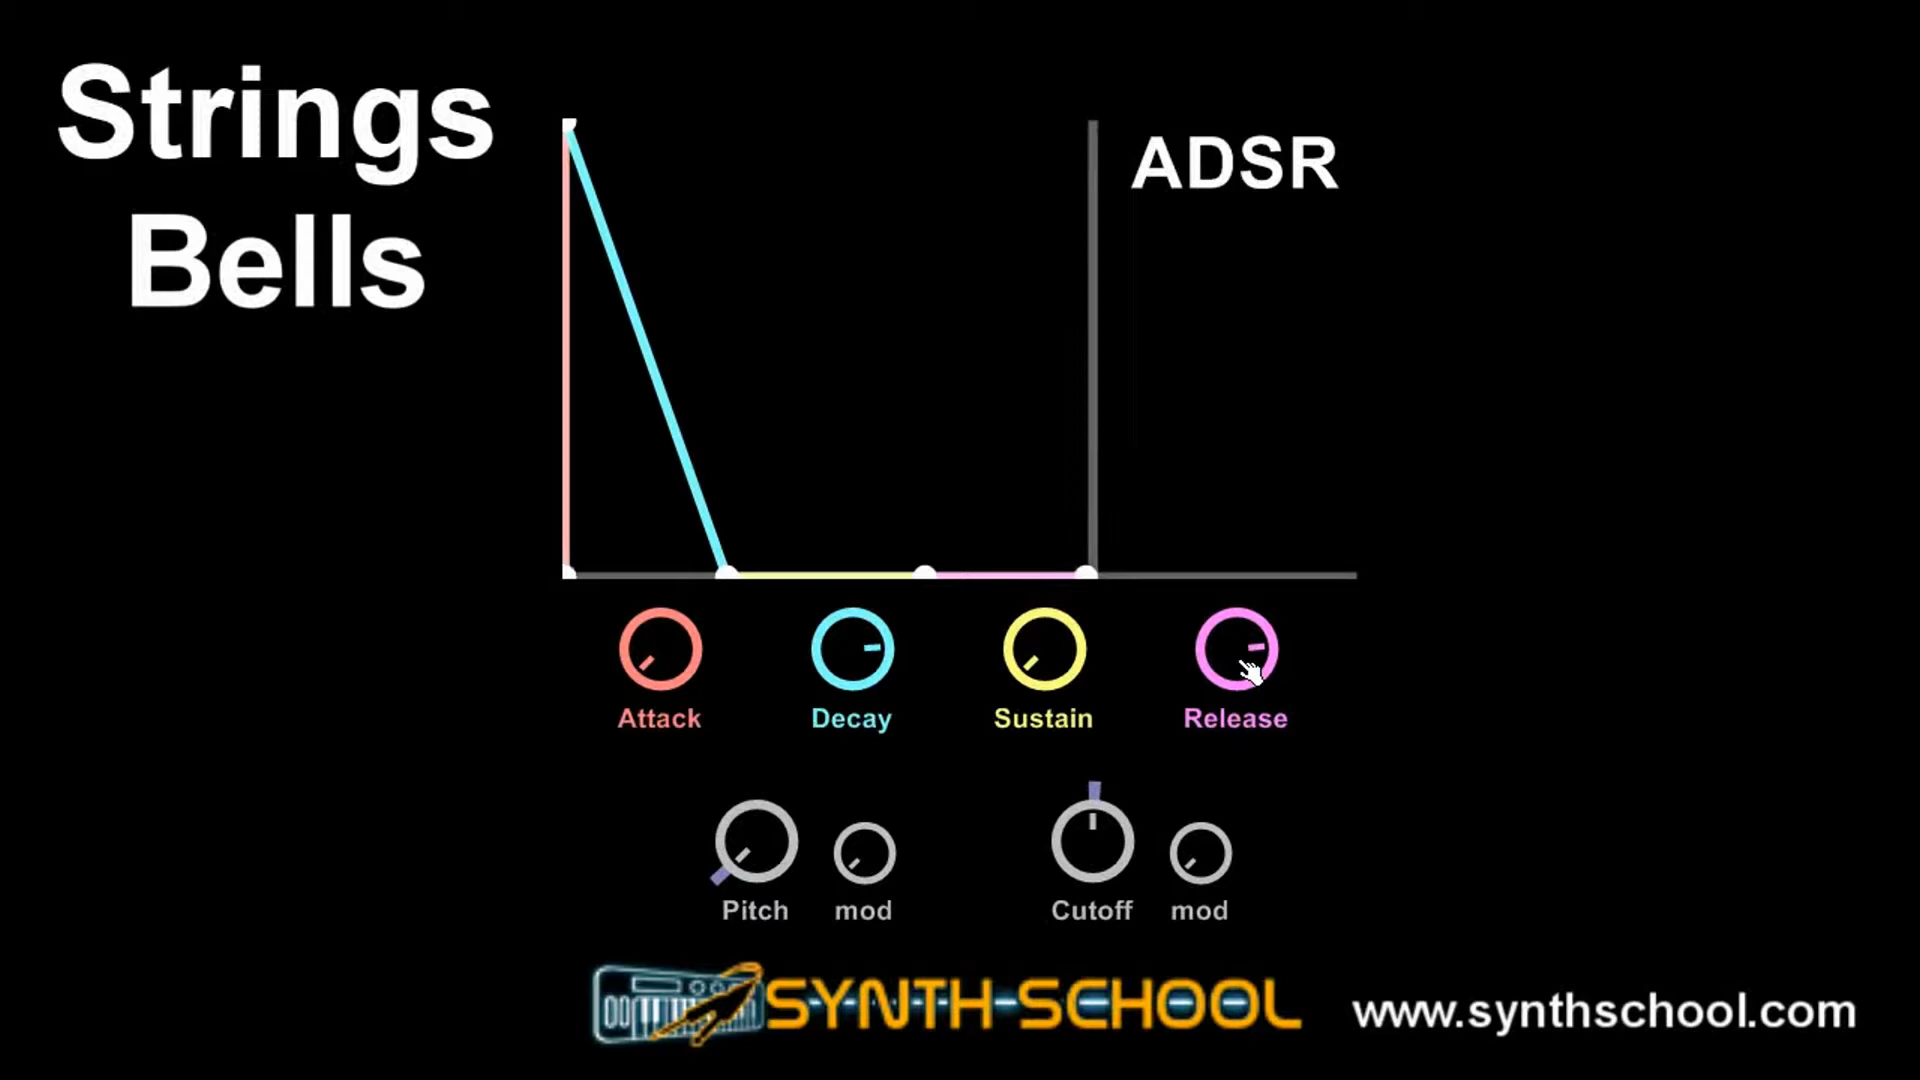 Strings
Bells
ADSR
Attack Decay Sustain Release
Pitch mod Cutoff mod
SYNTH-SCHOOL www.synthschool.com